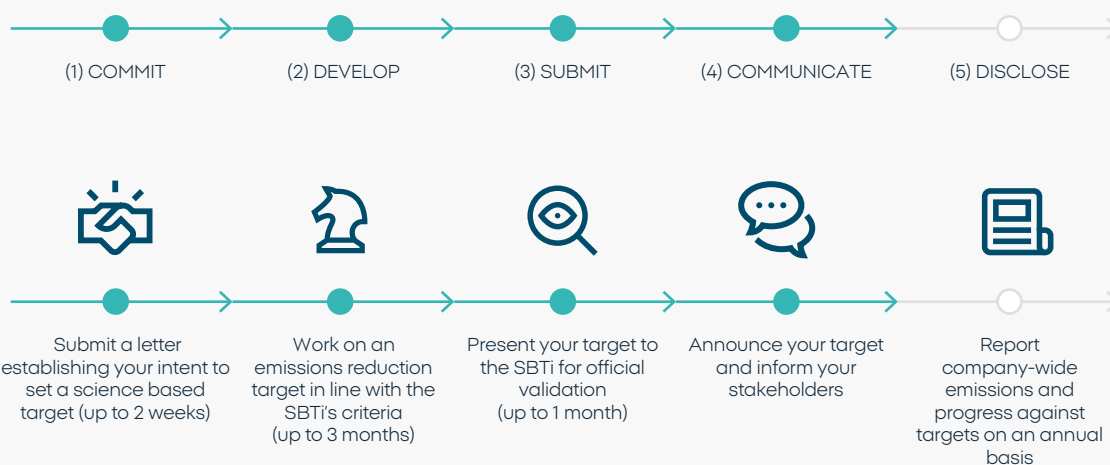 (1) COMMIT
(2) DEVELOP
(3) SUBMIT
(4) COMMUNICATE
(5) DISCLOSE
Submit a letter
establishing your intent to
set a science based
target (up to 2 weeks)
Work on an
emissions reduction
target in line with the
SBTi's criteria
(up to 3 months)
Present your target to
the SBTi for official
validation
(up to 1 month)
Announce your target
and inform your
stakeholders
Report
company-wide
emissions and
progress against
targets on an annual
basis